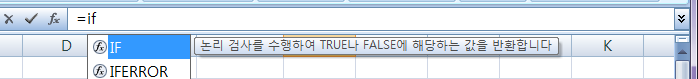 =if
D
IF
논리 검사를 수행하여 TRUE나 FALSE에 해당하는 값을 반환합니다
K
IFERROR